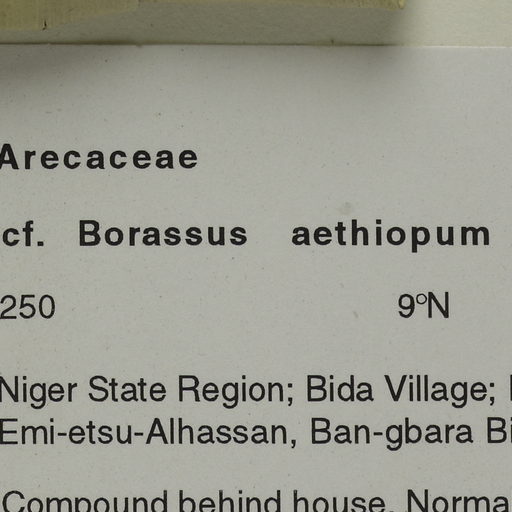 Arecaceae
cf. Borassus aethiopum
250 9°N
Niger State Region; Bida Village;
Emi-etsu-Alhassan, Ban-gbara Bi
Compound behind house. Norma